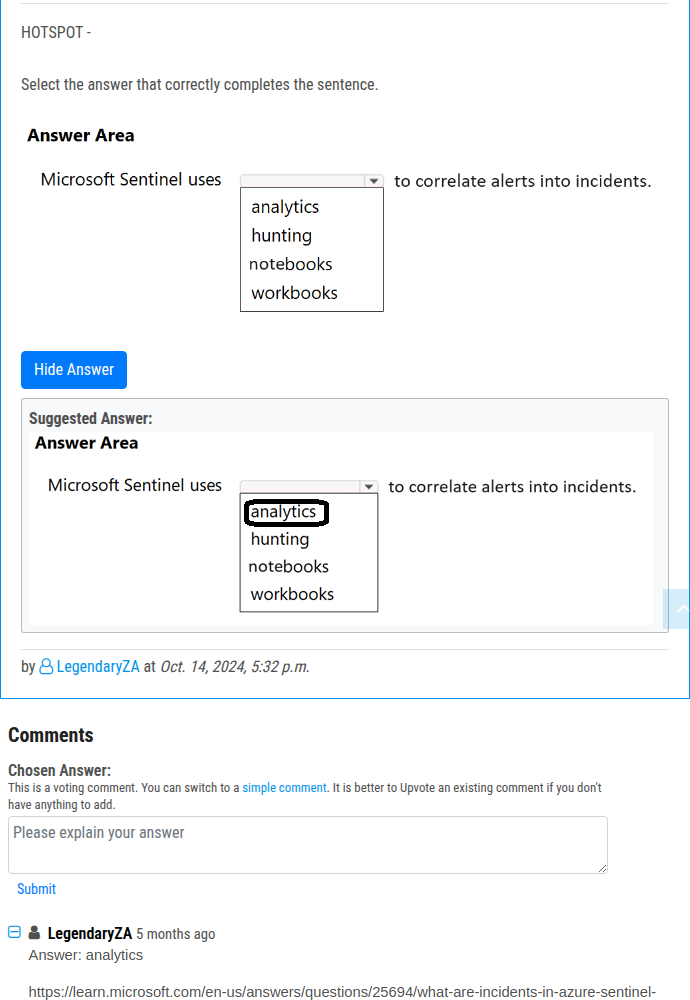 HOTSPOT -
Select the answer that correctly completes the sentence.
Answer Area
Microsoft Sentinel uses to correlate alerts into incidents.
analytics
hunting
notebooks
workbooks
Hide Answer
Suggested Answer:
Answer Area
Microsoft Sentinel uses to correlate alerts into incidents.
analytics
hunting
notebooks
workbooks
by LegendaryZA at Oct. 14, 2024, 5:32 p.m.
Comments
Chosen Answer:
This is a voting comment. You can switch to a simple comment. It is better to Upvote an existing comment if you don't
have anything to add.
Please explain your answer
Submit
LegendaryZA 5 months ago
Answer: analytics
https://learn.microsoft.com/en-us/answers/questions/25694/what-are-incidents-in-azure-sentinel-